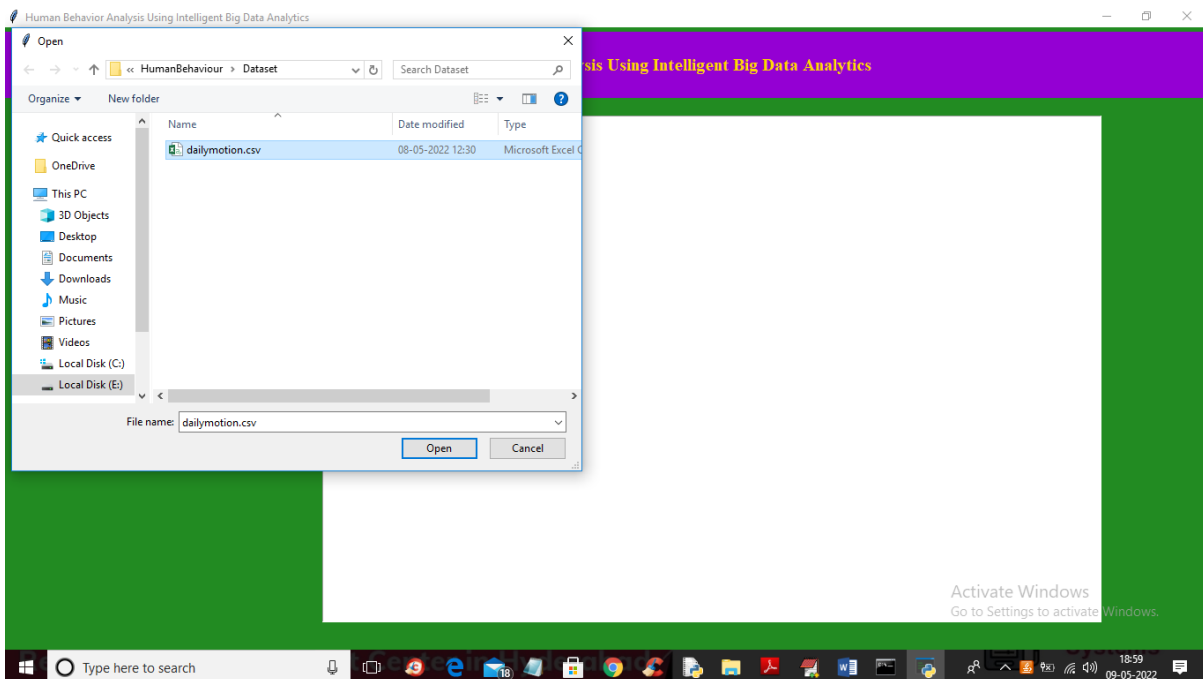 Human Behavior Analysis Using Intelligent Big Data Analytics
Open
« HumanBehaviour › Dataset
Search Dataset
sis Using Intelligent Big Data Analytics
Organize
New folder
Name
Date modified
Type
Quick access
dailymotion.csv
08-05-2022 12:30
Microsoft Excel C
OneDrive
This PC
3D Objects
Desktop
Documents
Downloads
Music
Pictures
Videos
Local Disk (C:)
Local Disk (E:)
File name:
dailymotion.csv
Open
Cancel
Activate Windows
Go to Settings to activate Windows.
Type here to search
18
18:59
09-05-2022